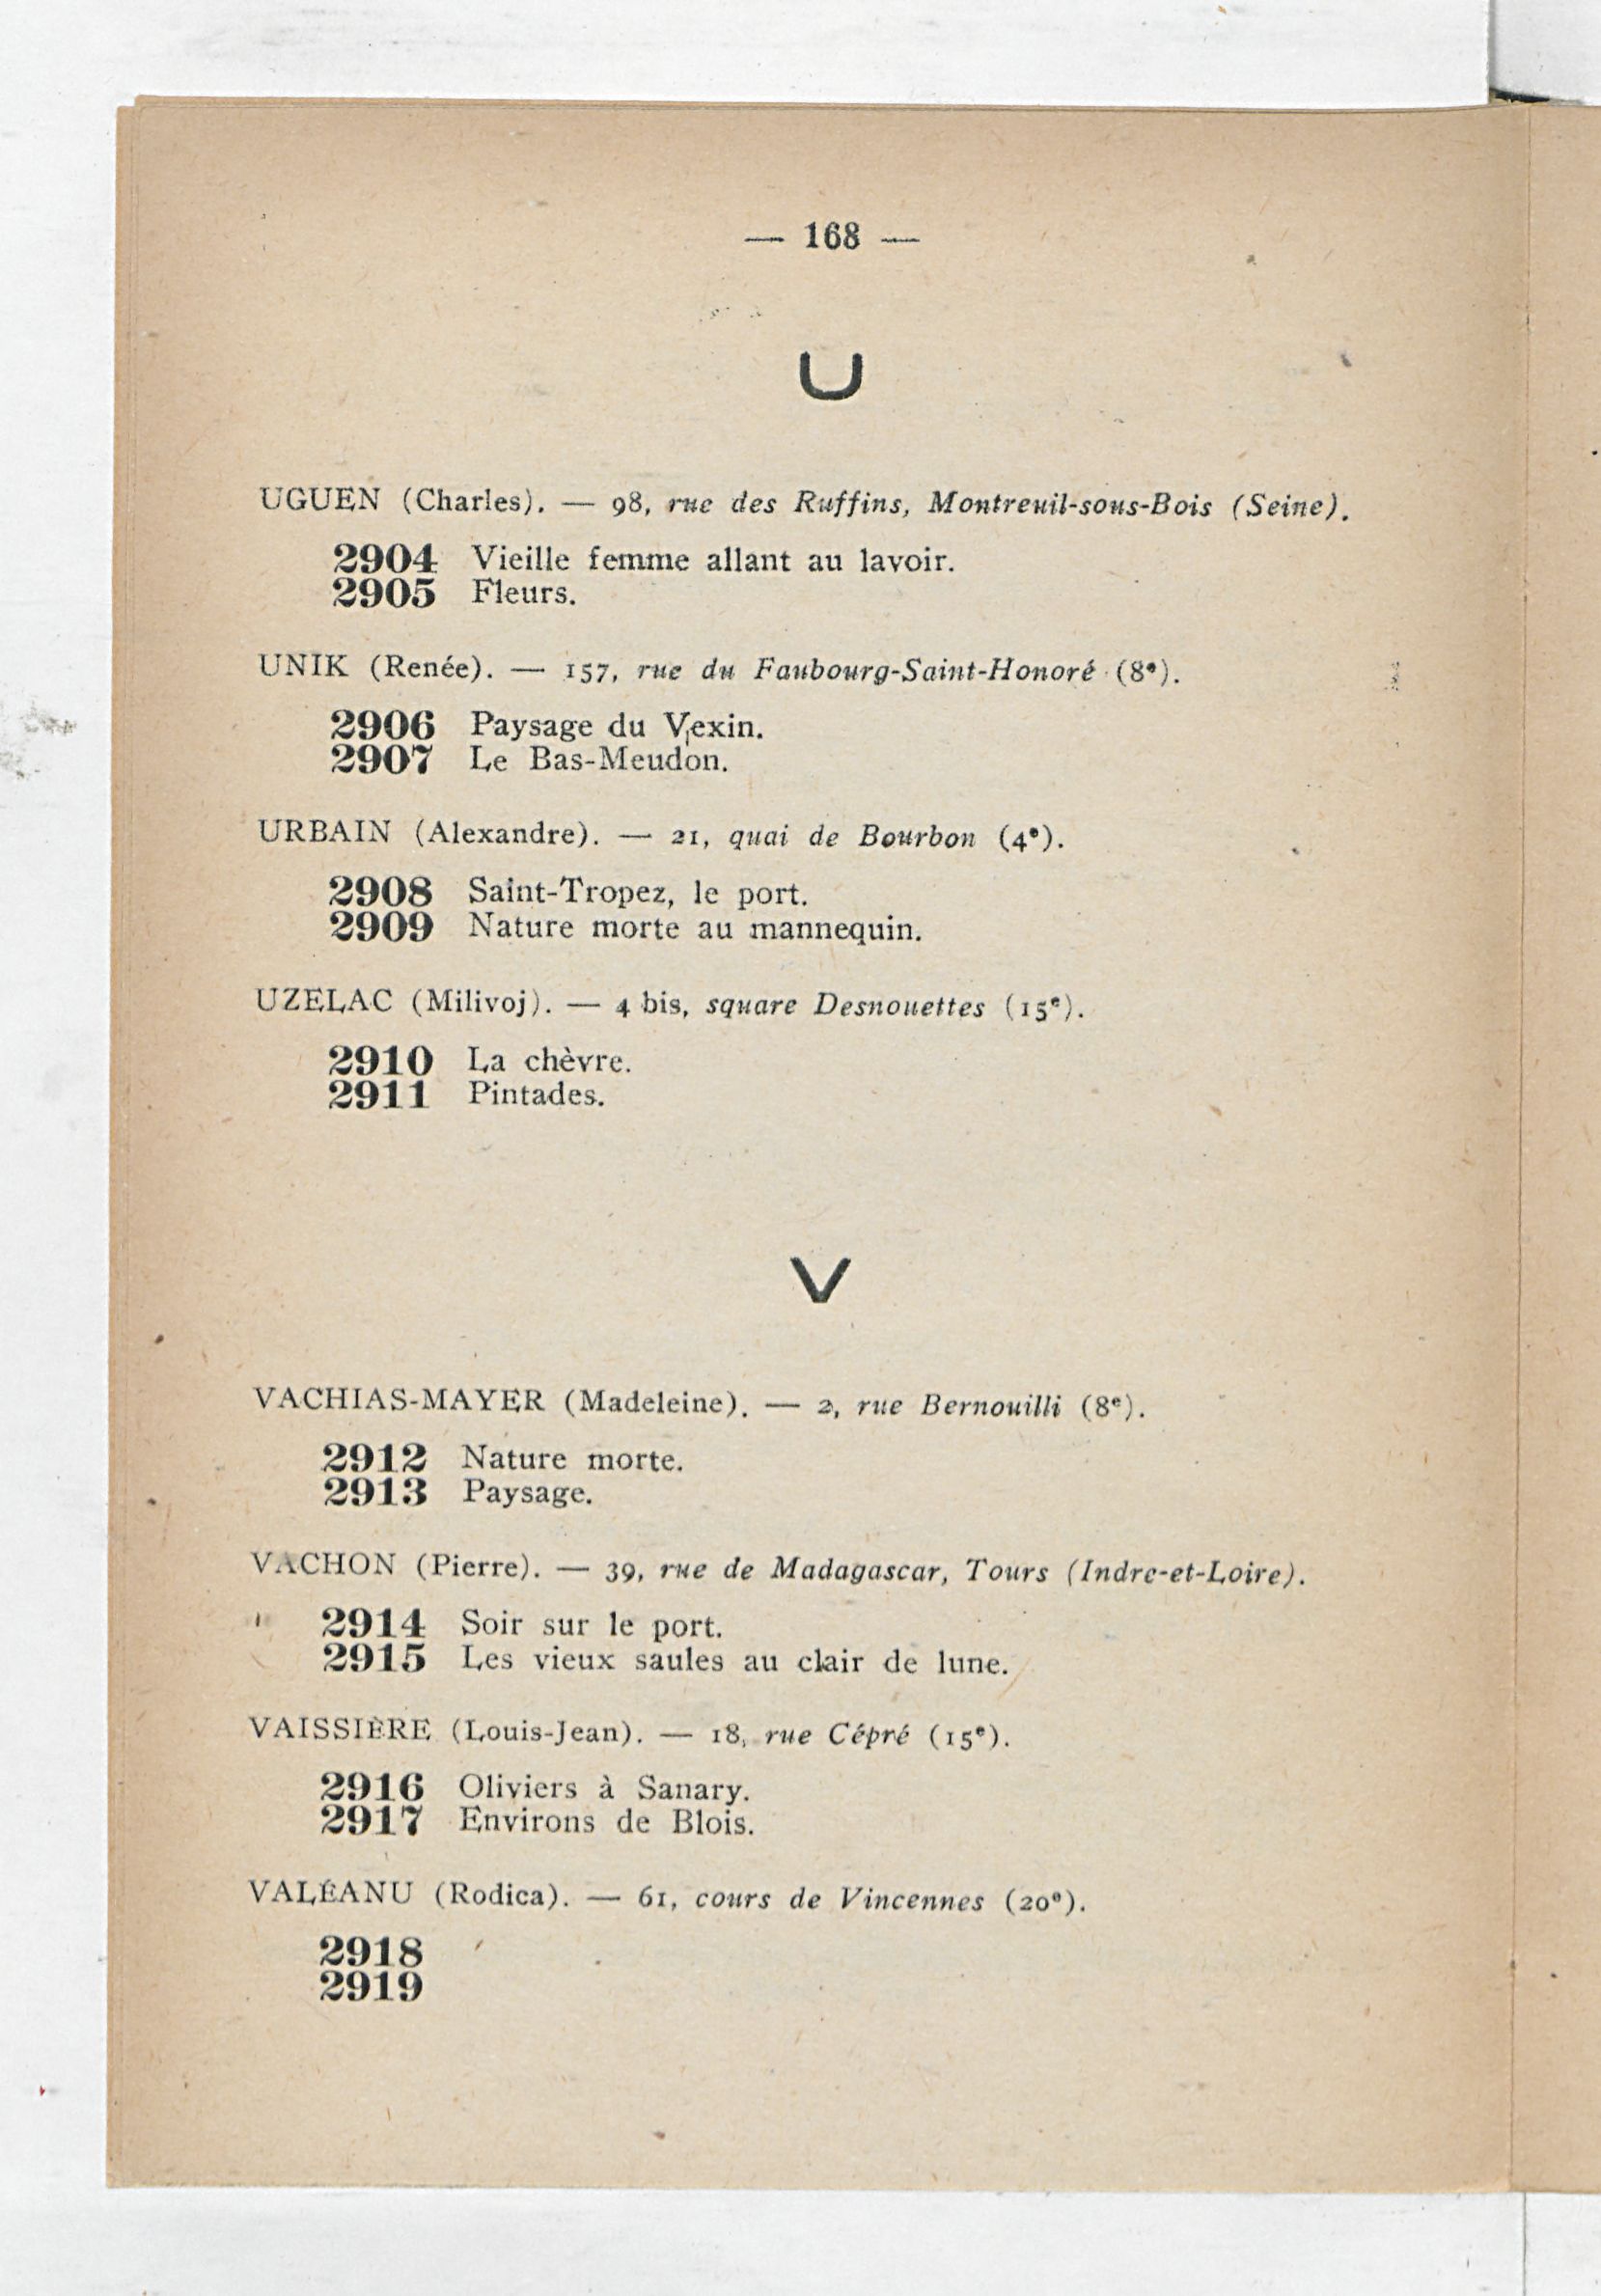 — 168 —
U
UGUEN (Charles). — 98, rue des Ruffins, Montreuil-sous-Bois (Seine).
2904 Vieille femme allant au lavoir.
2905 Fleurs.
UNIK (Renée). — 157, rue du Faubourg-Saint-Honoré (8e).
2906 Paysage du Vexin.
2907 Le Bas-Meudon.
URBAIN (Alexandre). — 21, quai de Bourbon (4e).
2908 Saint-Tropez, le port.
2909 Nature morte au mannequin.
UZELAC (Milivoj). — 4 bis, square Desnouettes (15e).
2910 La chèvre.
2911 Pintades.
V
VACHIAS-MAYER (Madeleine). — 2, rue Bernouilli (8e).
2912 Nature morte.
2913 Paysage.
VACHON (Pierre). — 39, rue de Madagascar, Tours (Indre-et-Loire).
2914 Soir sur le port.
2915 Les vieux saules au clair de lune.
VAISSIÈRE (Louis-Jean). — 18, rue Cépré (15e).
2916 Oliviers à Sanary.
2917 Environs de Blois.
VALÉANU (Rodica). — 61, cours de Vincennes (20e).
2918
2919